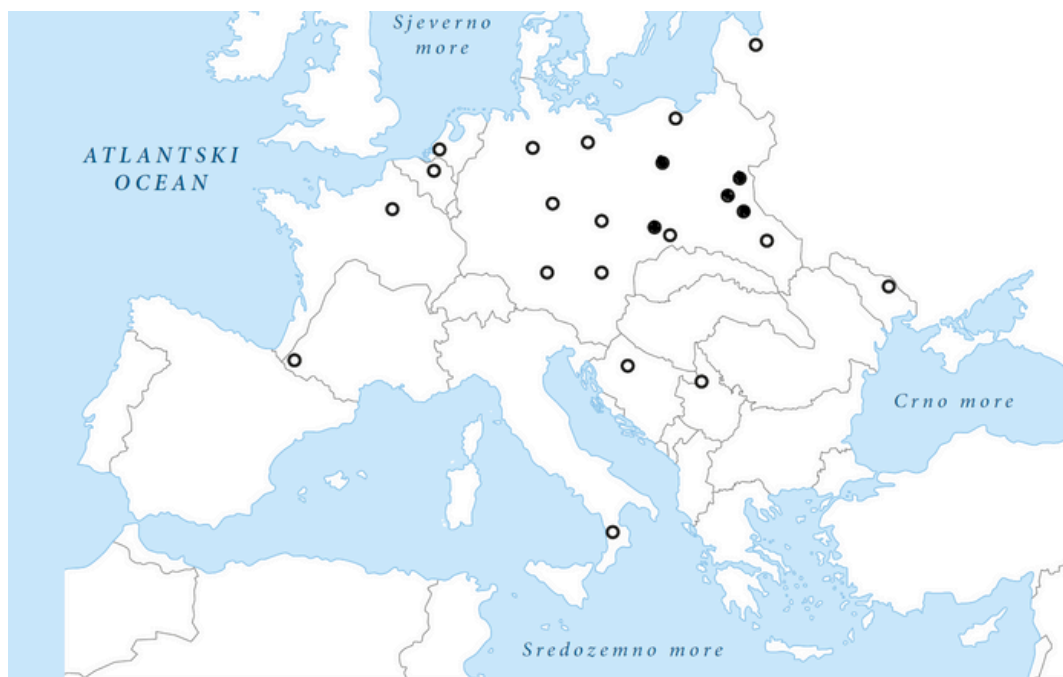 Sjeverno
more
ATLANTSKI
OCEAN
Crno more
Sredozemno more